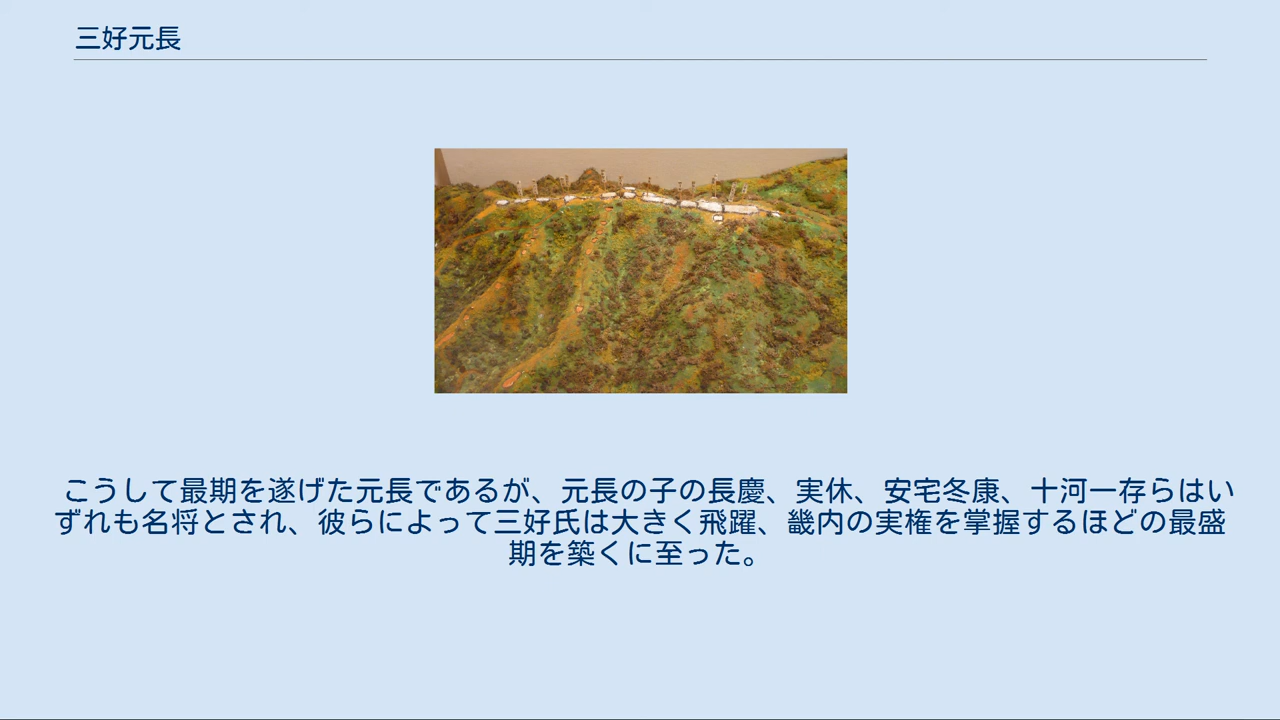 三好元長
こうして最期を遂げた元長であるが、元長の子の長慶、実休、安宅冬康、十河一存らはい
ずれも名将とされ、彼らによって三好氏は大きく飛躍、畿内の実権を掌握するほどの最盛
期を築くに至った。